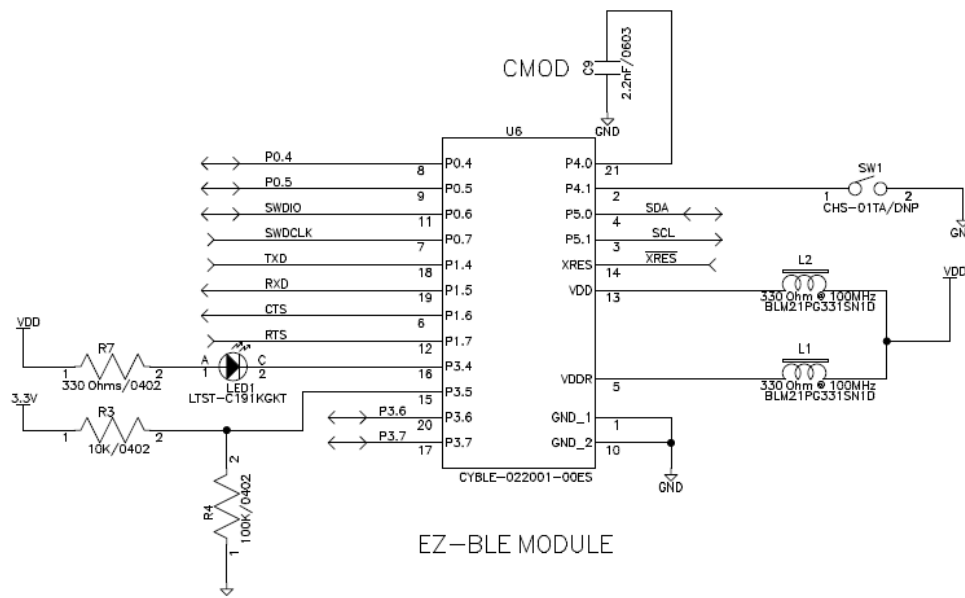 CMOD
C9
2.2nF/0603
GND
U6
P0.4 8 P0.4
P0.5 9 P0.5
SWDIO 11 P0.6
SWDCLK 7 P0.7
TXD 18 P1.4
RXD 19 P1.5
CTS 6 P1.6
RTS 12 P1.7
VDD
R7
1 2
330 Ohms/0402
A C
1 2
LED1
LTST-C191KGKT
16 P3.4
3.3V
R3
1 2
10K/0402
15 P3.5
P3.6 20 P3.6
P3.7 17 P3.7
2
R4
100K/0402
1
P4.0 21
P4.1 2
SW1
1 2
CHS-01TA/DNP
GND
P5.0 4 SDA
P5.1 3 SCL
XRES 14 XRES
VDD 13
L2
330 Ohm @ 100MHz
BLM21PG331SN1D
VDD
VDDR 5
L1
330 Ohm @ 100MHz
BLM21PG331SN1D
GND_1 1
GND_2 10
GND
CYBLE-022001-00ES
EZ-BLE MODULE